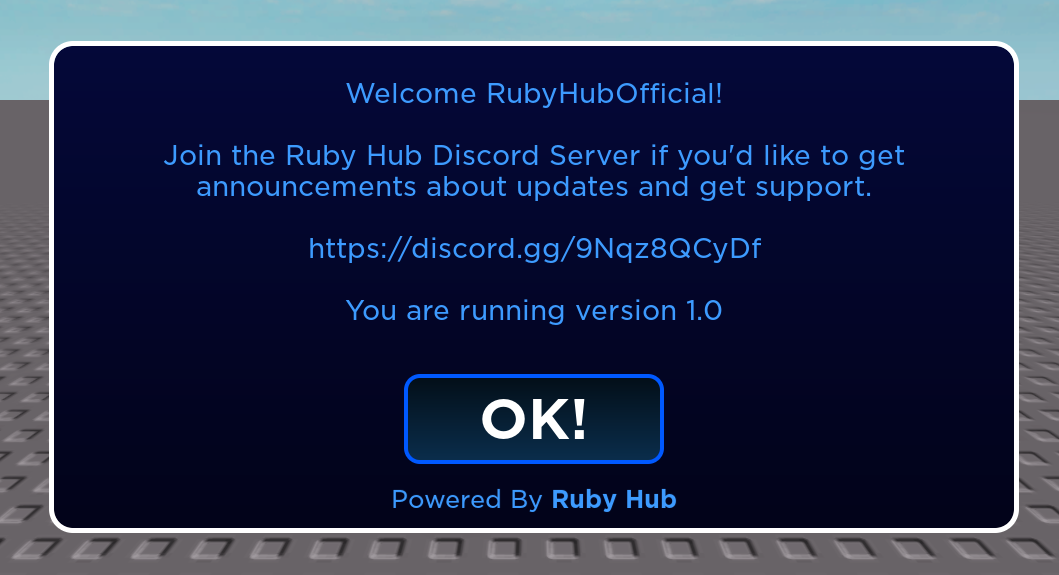 Welcome RubyHubOfficial!
Join the Ruby Hub Discord Server if you'd like to get
announcements about updates and get support.
https://discord.gg/9Nqz8QCyDf
You are running version 1.0
OK!
Powered By Ruby Hub